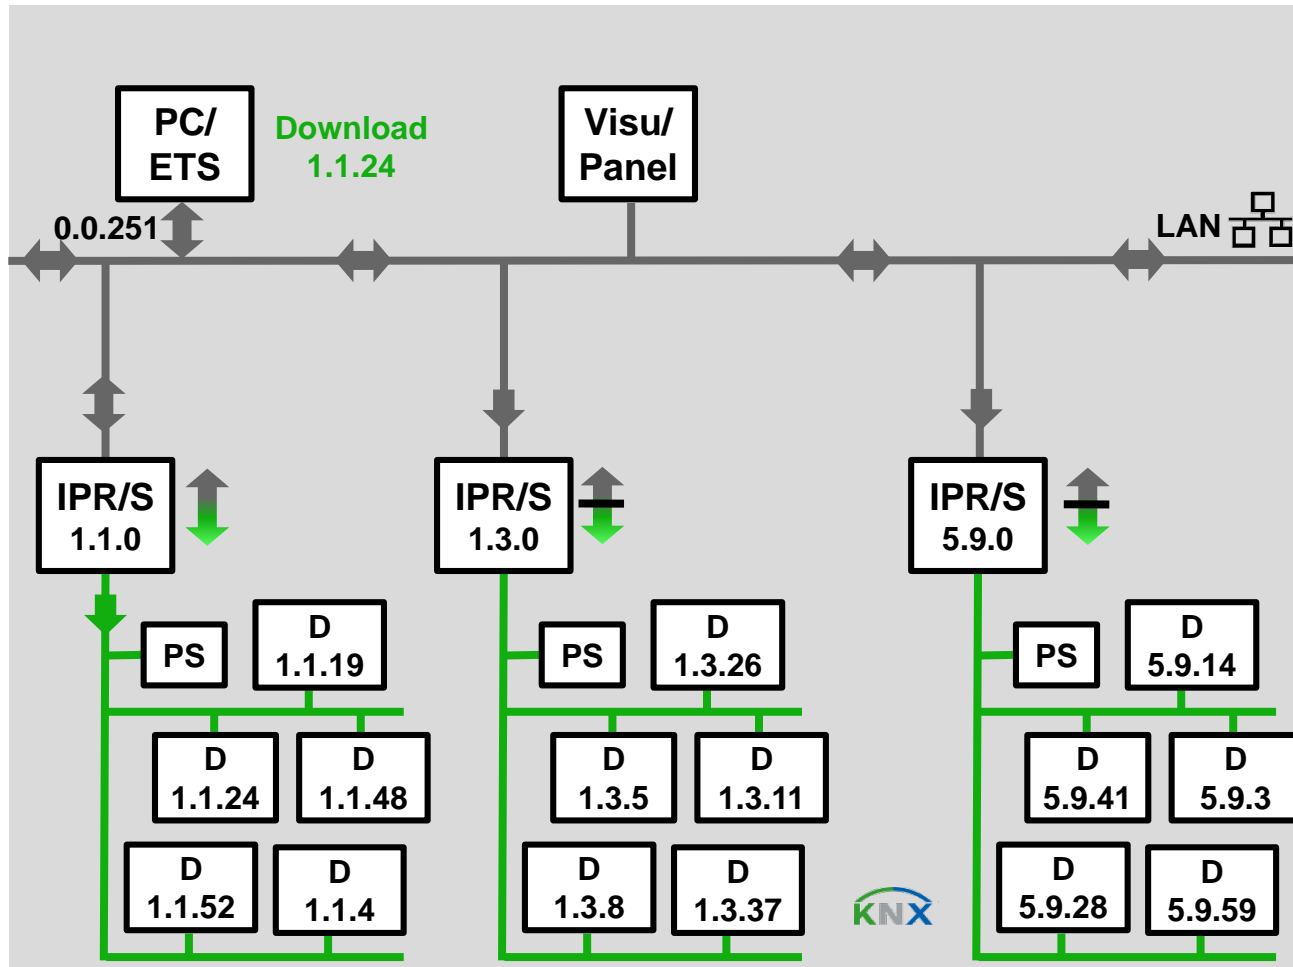 PC/
ETS
Download
1.1.24
Visu/
Panel
0.0.251
LAN
IPR/S
1.1.0
IPR/S
1.3.0
IPR/S
5.9.0
PS
D
1.1.19
PS
D
1.3.26
PS
D
5.9.14
D
1.1.24
D
1.1.48
D
1.3.5
D
1.3.11
D
5.9.41
D
5.9.3
D
1.1.52
D
1.1.4
D
1.3.8
D
1.3.37
KNX
D
5.9.28
D
5.9.59